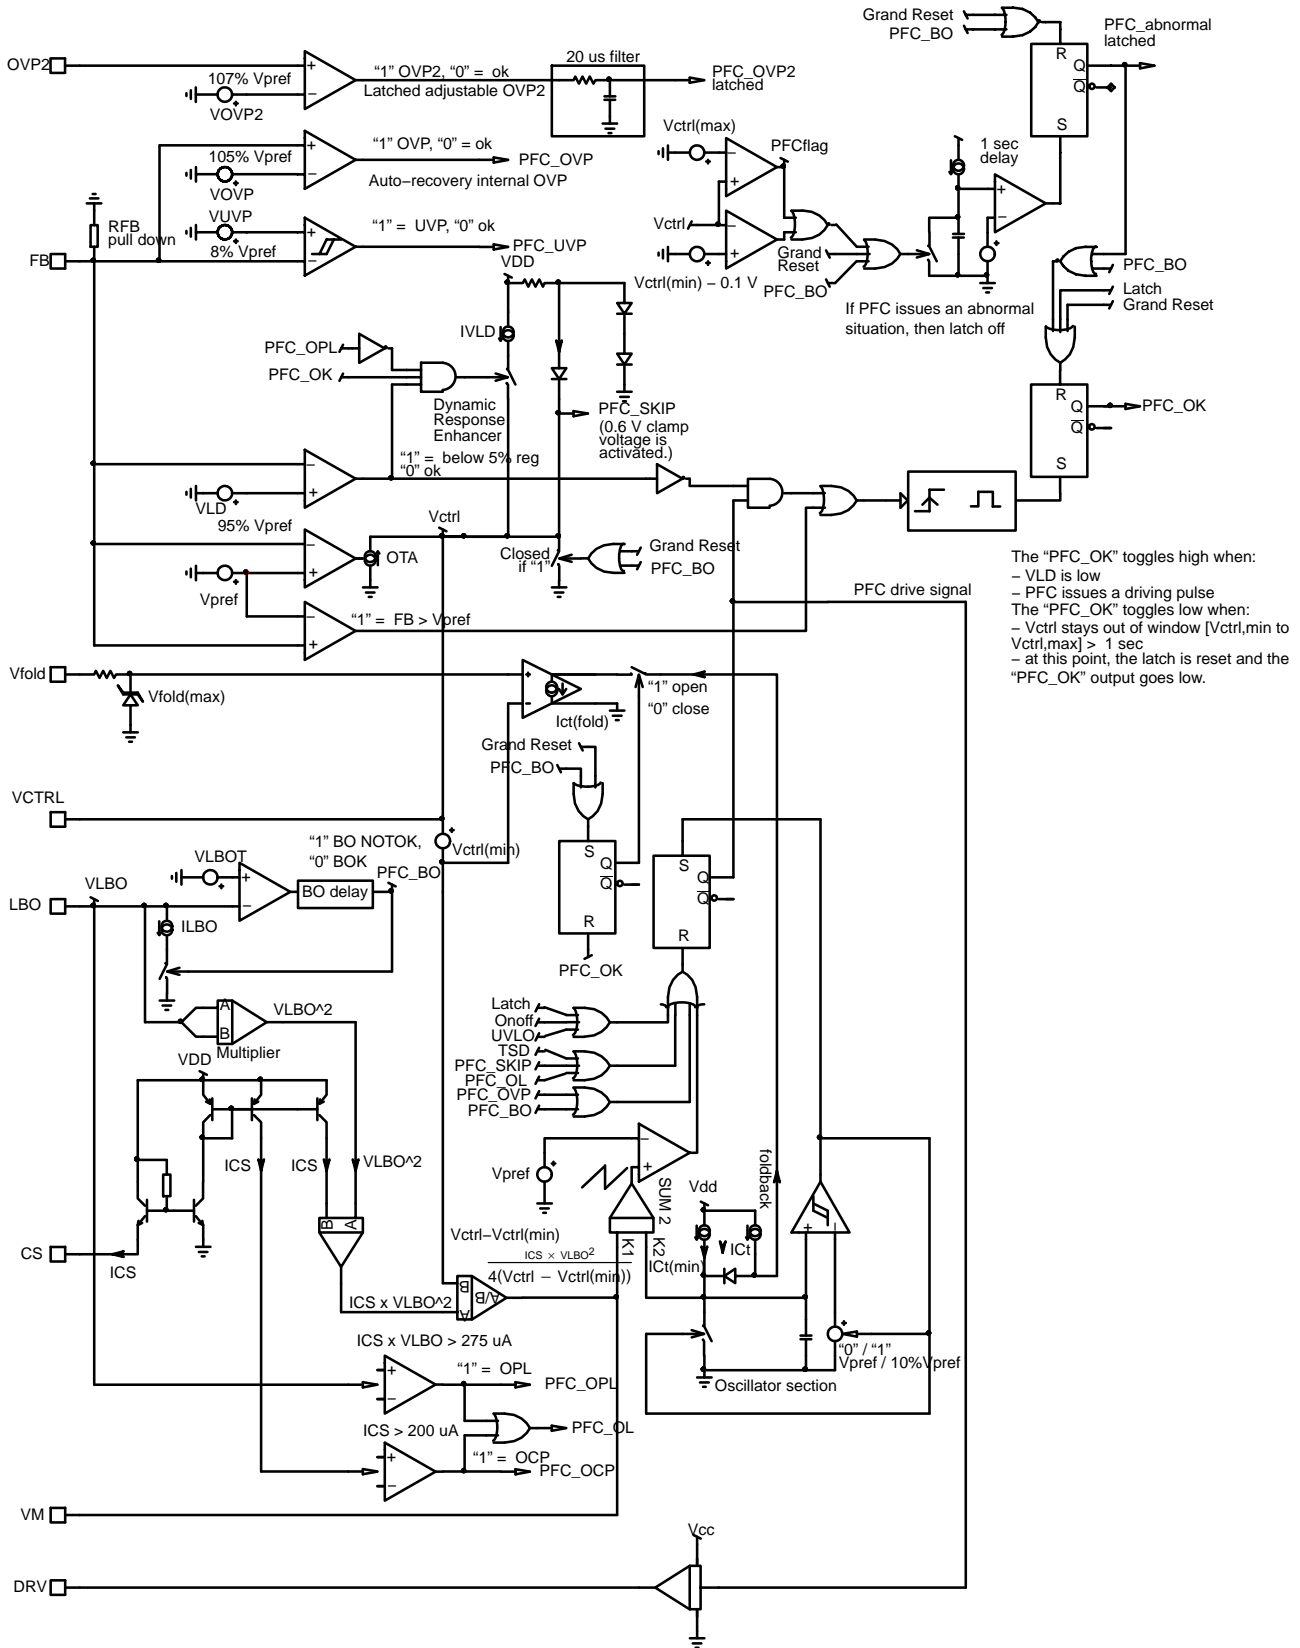 Grand Reset
PFC_BO
R
PFC_abnormal
latched
Q
Q
S
OVP2
107% Vpref
VOVP2
+
−
+
"1" OVP2, "0" = ok
Latched adjustable OVP2
20 us filter
PFC_OVP2
latched
105% Vpref
VOVP
+
−
+
"1" OVP, "0" = ok
PFC_OVP
Auto−recovery internal OVP
Vctrl(max)
+
−
+
PFCflag
1 sec
delay
+
−
+
Vctrl
−
+
+
Vctrl(min) − 0.1 V
Grand
Reset
PFC_BO
RFB
pull down
VUVP
8% Vpref
+
+
−
"1" = UVP, "0" ok
PFC_UVP
FB
VDD
PFC_BO
Latch
Grand Reset
If PFC issues an abnormal
situation, then latch off
IVLD
PFC_OPL
PFC_OK
Dynamic
Response
Enhancer
PFC_SKIP
(0.6 V clamp
voltage is
activated.)
R
Q
Q
S
PFC_OK
−
+
VLD
+
"1" = below 5% reg
"0" ok
95% Vpref
−
+
Vpref
+
OTA
Vctrl
Closed
if "1"
Grand Reset
PFC_BO
−
+
"1" = FB > Vpref
PFC drive signal
The "PFC_OK" toggles high when:
− VLD is low
− PFC issues a driving pulse
The "PFC_OK" toggles low when:
− Vctrl stays out of window [Vctrl,min to
Vctrl,max] > 1 sec
− at this point, the latch is reset and the
"PFC_OK" output goes low.
Vfold
Vfold(max)
+
−
Ict(fold)
"1" open
"0" close
Grand Reset
PFC_BO
VCTRL
+
Vctrl(min)
S
Q
Q
R
PFC_OK
S
Q
Q
R
"1" BO NOTOK,
"0" BOK
VLBOT
+
+
−
BO delay
PFC_BO
VLBO
LBO
ILBO
A
B
Multiplier
VLBO^2
Latch
Onoff
UVLO
TSD
PFC_SKIP
PFC_OL
PFC_OVP
PFC_BO
VDD
ICS
ICS
VLBO^2
B
A
CS
ICS
Vpref
+
−
+
SUM 2
K1
K2
foldback
Vdd
ICt
ICt(min)
+
−
Vctrl−Vctrl(min)
ICS × VLBO²
4(Vctrl − Vctrl(min))
B
A
A/B
ICS x VLBO^2
+
"0" / "1"
Vpref / 10%Vpref
Oscillator section
ICS x VLBO > 275 uA
+
−
"1" = OPL
PFC_OPL
PFC_OL
ICS > 200 uA
+
−
"1" = OCP
PFC_OCP
VM
Vcc
DRV